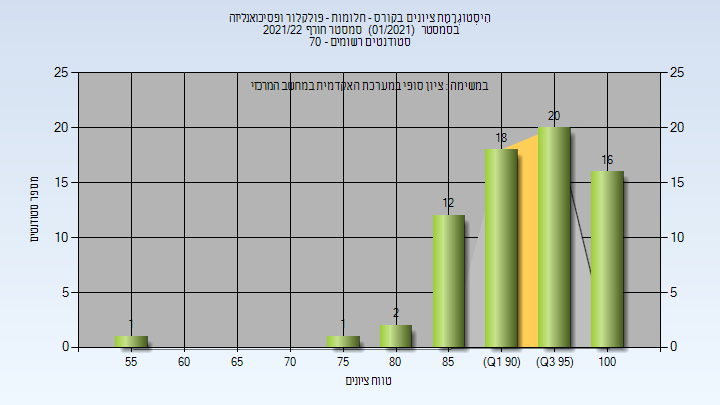 היסטוגרמת ציונים בקורס - חלומות - פולקלור ופסיכואנליזה
בסמסטר (01/2021) סמסטר חורף 2021/22
סטודנטים רשומים - 70
במשימה : ציון סופי במערכת האקדמית במחשב המרכזי
25 25
20 20
15 15
10 10
5 5
0 0
מספר סטודנטים
1 1 2 12 18 20 16
55 60 65 70 75 80 85 (Q1 90) (Q3 95) 100
טווח ציונים